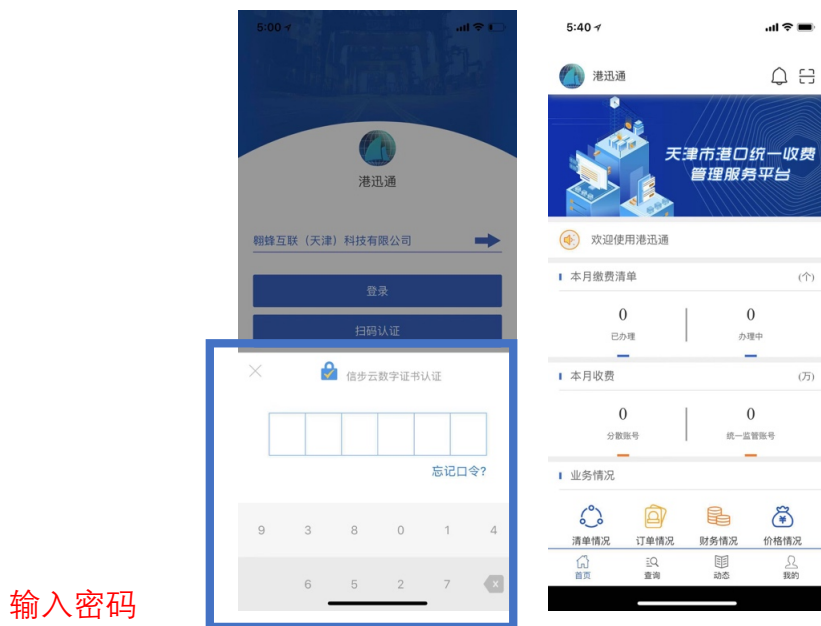 5:00
港迅通
翱蜂互联（天津）科技有限公司
登录
扫码认证
信步云数字证书认证
忘记口令?
9 3 8 0 1 4
6 5 2 7
输入密码
5:40
港迅通
天津市港口统一收费
管理服务平台
欢迎使用港迅通
本月缴费清单 (个)
0 0
已办理 办理中
本月收费 (万)
0 0
分散账号 统一监管账号
业务情况
清单情况 订单情况 财务情况 价格情况
首页 查询 动态 我的